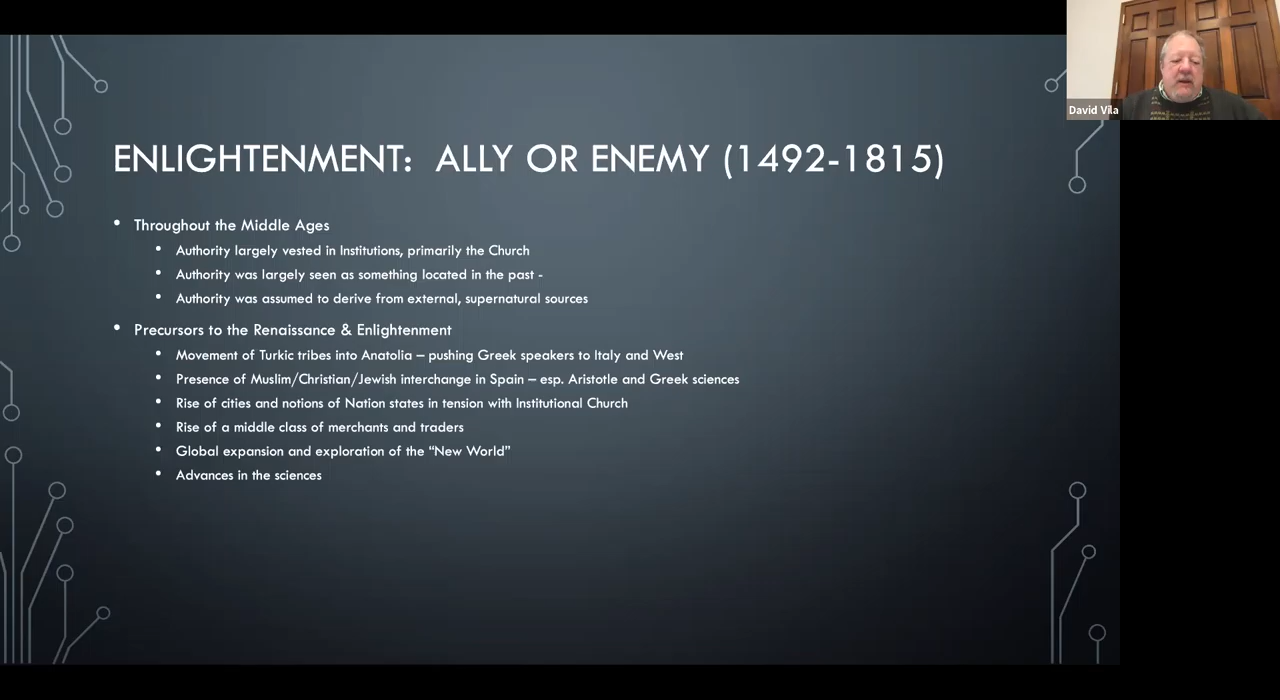 David Vila
ENLIGHTENMENT: ALLY OR ENEMY (1492-1815)
• Throughout the Middle Ages
• Authority largely vested in Institutions, primarily the Church
• Authority was largely seen as something located in the past -
• Authority was assumed to derive from external, supernatural sources
• Precursors to the Renaissance & Enlightenment
• Movement of Turkic tribes into Anatolia – pushing Greek speakers to Italy and West
• Presence of Muslim/Christian/Jewish interchange in Spain – esp. Aristotle and Greek sciences
• Rise of cities and notions of Nation states in tension with Institutional Church
• Rise of a middle class of merchants and traders
• Global expansion and exploration of the “New World”
• Advances in the sciences